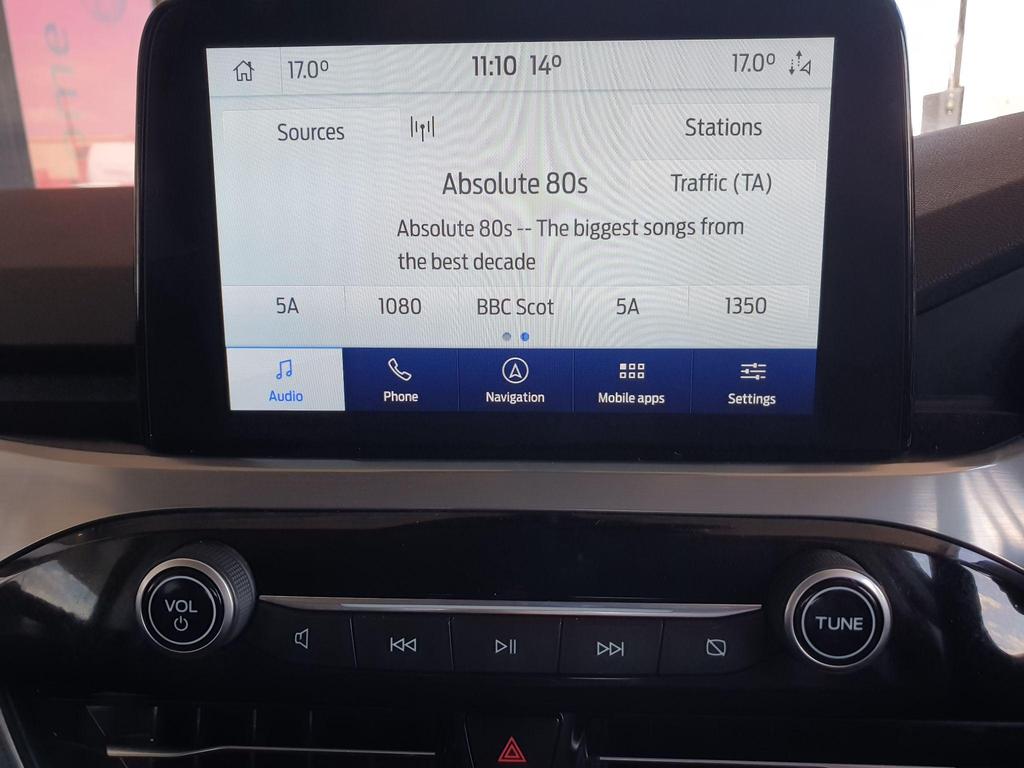 17.0°
11:10 14°
17.0°
Sources
Stations
Absolute 80s
Traffic (TA)
Absolute 80s -- The biggest songs from
the best decade
5A
1080
BBC Scot
5A
1350
Audio
Phone
Navigation
Mobile apps
Settings
VOL
TUNE